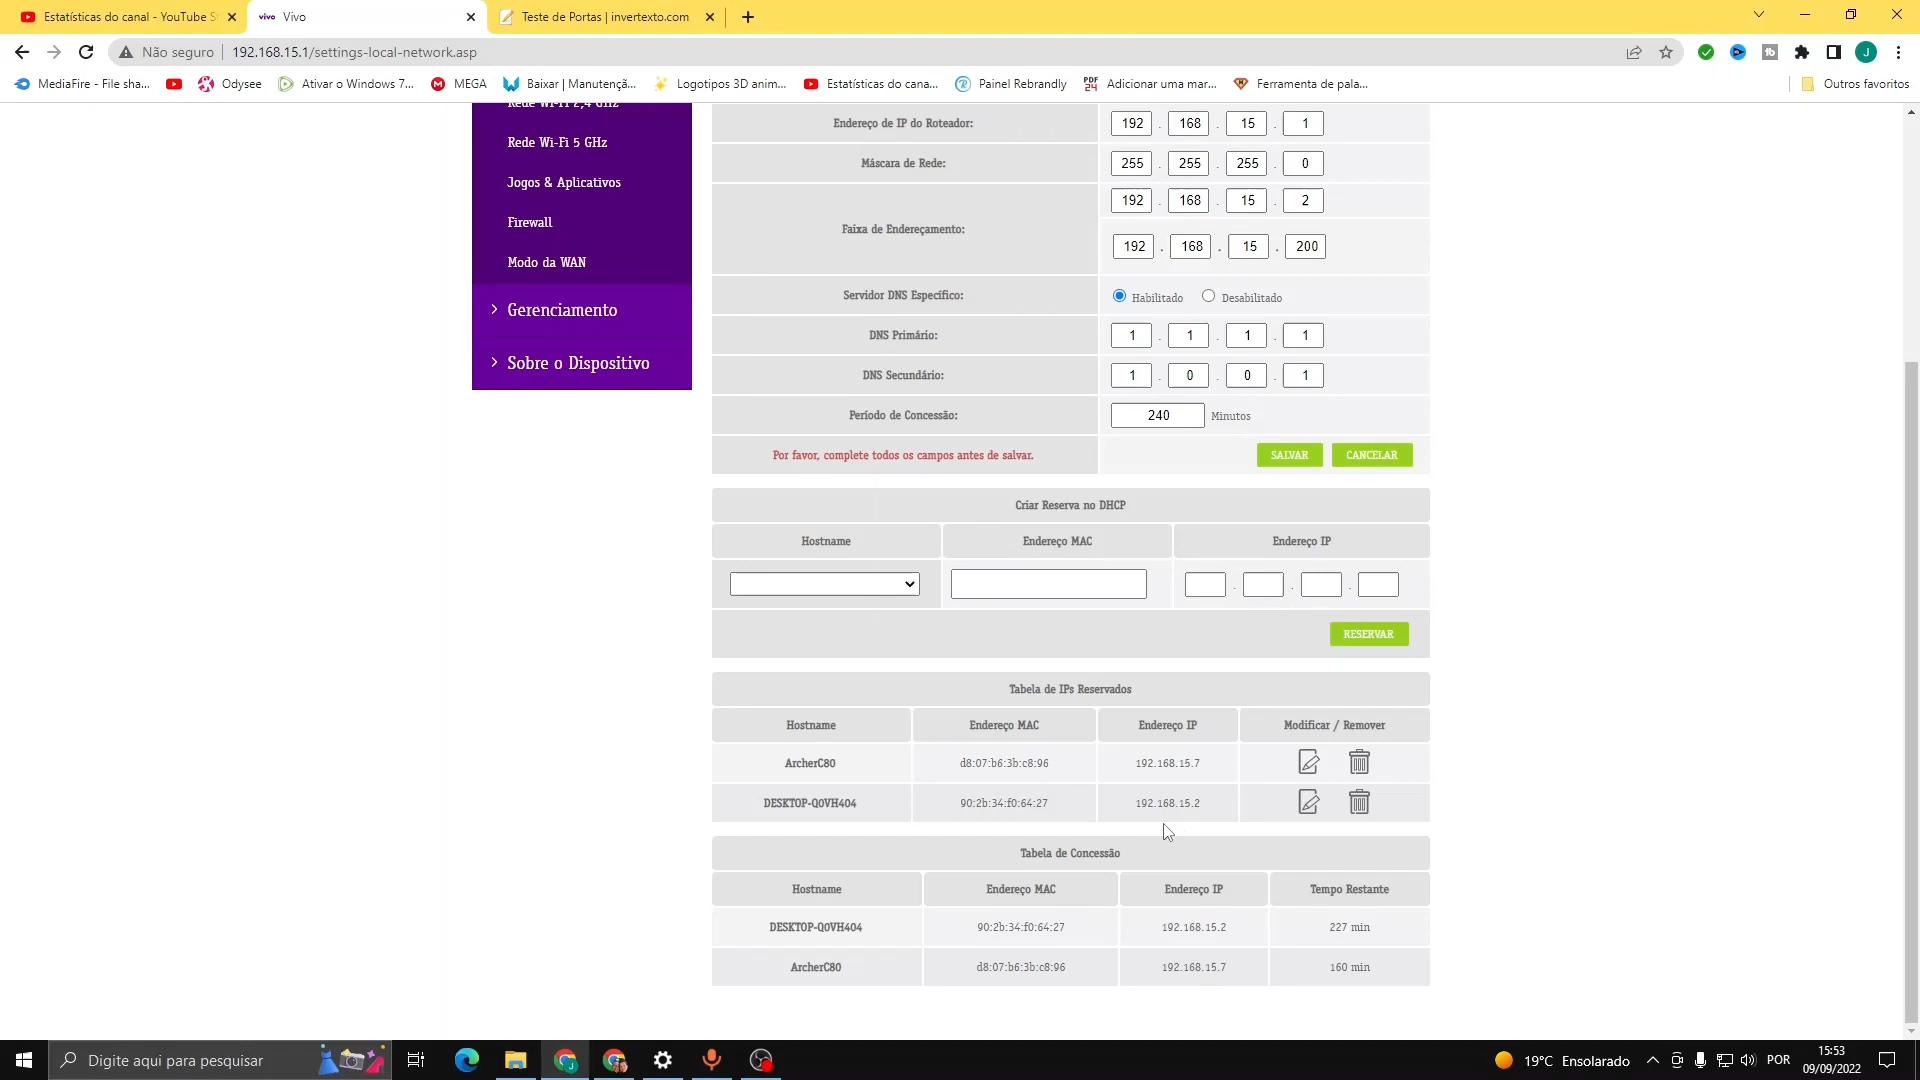 Estatísticas do canal - YouTube S
vivo Vivo
Teste de Portas | invertexto.com
Não seguro 192.168.15.1/settings-local-network.asp
MediaFire - File sha...
Odysee
Ativar o Windows 7...
MEGA
Baixar | Manutençã...
Logotipos 3D anim...
Estatísticas do cana...
Painel Rebrandly
PDF 24 Adicionar uma mar...
Ferramenta de pala...
Outros favoritos
Rede Wi-Fi 2,4 GHz
Rede Wi-Fi 5 GHz
Jogos & Aplicativos
Firewall
Modo da WAN
Gerenciamento
Sobre o Dispositivo
Endereço de IP do Roteador: 192 . 168 . 15 . 1
Máscara de Rede: 255 . 255 . 255 . 0
Faixa de Endereçamento: 192 . 168 . 15 . 2
192 . 168 . 15 . 200
Servidor DNS Específico: Habilitado Desabilitado
DNS Primário: 1 . 1 . 1 . 1
DNS Secundário: 1 . 0 . 0 . 1
Período de Concessão: 240 Minutos
Por favor, complete todos os campos antes de salvar. SALVAR CANCELAR
Criar Reserva no DHCP
Hostname Endereço MAC Endereço IP
. . .
RESERVAR
Tabela de IPs Reservados
Hostname Endereço MAC Endereço IP Modificar / Remover
ArcherC80 d8:07:b6:3b:c8:96 192.168.15.7
DESKTOP-Q0VH404 90:2b:34:f0:64:27 192.168.15.2
Tabela de Concessão
Hostname Endereço MAC Endereço IP Tempo Restante
DESKTOP-Q0VH404 90:2b:34:f0:64:27 192.168.15.2 227 min
ArcherC80 d8:07:b6:3b:c8:96 192.168.15.7 160 min
Digite aqui para pesquisar
19°C Ensolarado
POR
15:53
09/09/2022